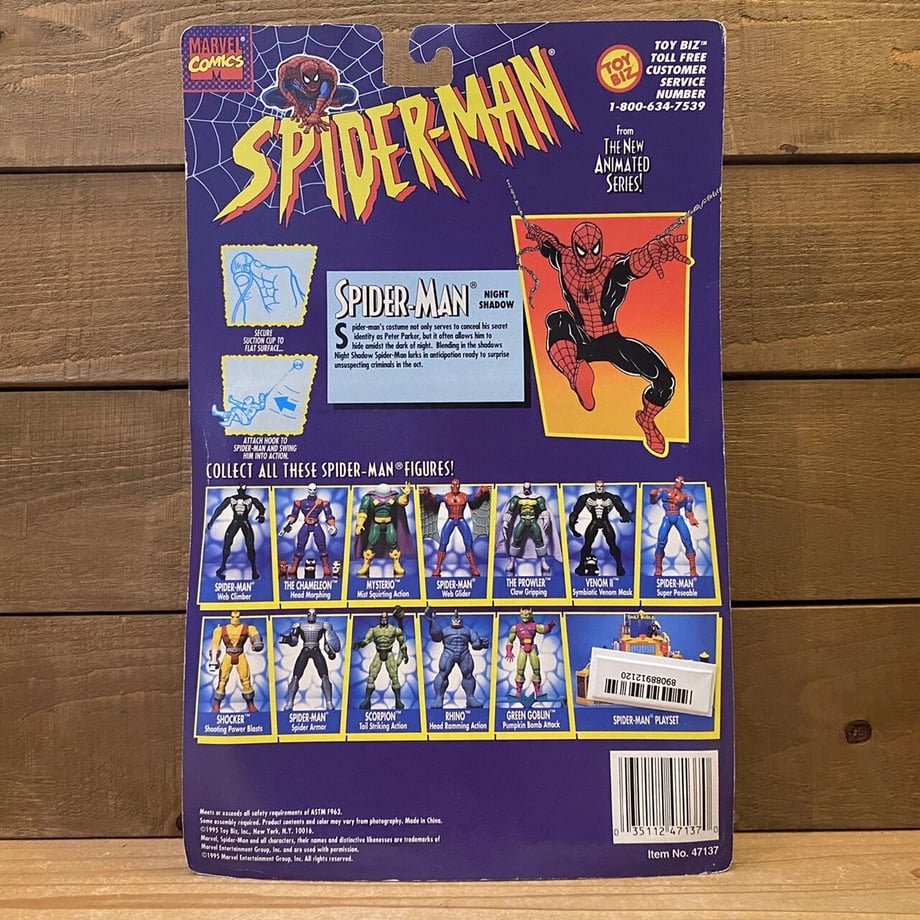 MARVEL
COMICS
M
SPIDER-MAN®
TOY BIZ
TOY BIZ™
TOLL FREE
CUSTOMER
SERVICE
NUMBER
1-800-634-7539
From
THE NEW
ANIMATED
SERIES!
SECURE
SUCTION CUP TO
FLAT SURFACE...
ATTACH HOOK TO
SPIDER-MAN AND SWING
HIM INTO ACTION.
SPIDER-MAN® NIGHT
SHADOW
Spider-man's costume not only serves to conceal his secret
identity as Peter Parker, but it often allows him to
hide amidst the dark of night. Blending in the shadows
Night Shadow Spider-Man lurks in anticipation ready to surprise
unsuspecting criminals in the act.
COLLECT ALL THESE SPIDER-MAN® FIGURES!
SPIDER-MAN™
Web Climber
THE CHAMELEON™
Head Morphing
MYSTERIO™
Mist Squirting Action
SPIDER-MAN™
Web Glider
THE PROWLER™
Claw Gripping
VENOM II™
Symbiotic Venom Mask
SPIDER-MAN™
Super Poseable
SHOCKER™
Shooting Power Blasts
SPIDER-MAN™
Spider Armor
SCORPION™
Tail Striking Action
RHINO™
Head Ramming Action
GREEN GOBLIN™
Pumpkin Bomb Attack
DAILY BUGLE
89088912120
SPIDER-MAN™ PLAYSET
Meets or exceeds all safety requirements of ASTM F963.
Some assembly required. Product contents and color may vary from photography. Made in China.
©1995 Toy Biz, Inc., New York, N.Y. 10016.
Marvel, Spider-Man and all characters, their names and distinctive likenesses are trademarks of
Marvel Entertainment Group, Inc. and are used with permission.
©1995 Marvel Entertainment Group, Inc. All rights reserved.
0 35112 47137 0
Item No. 47137